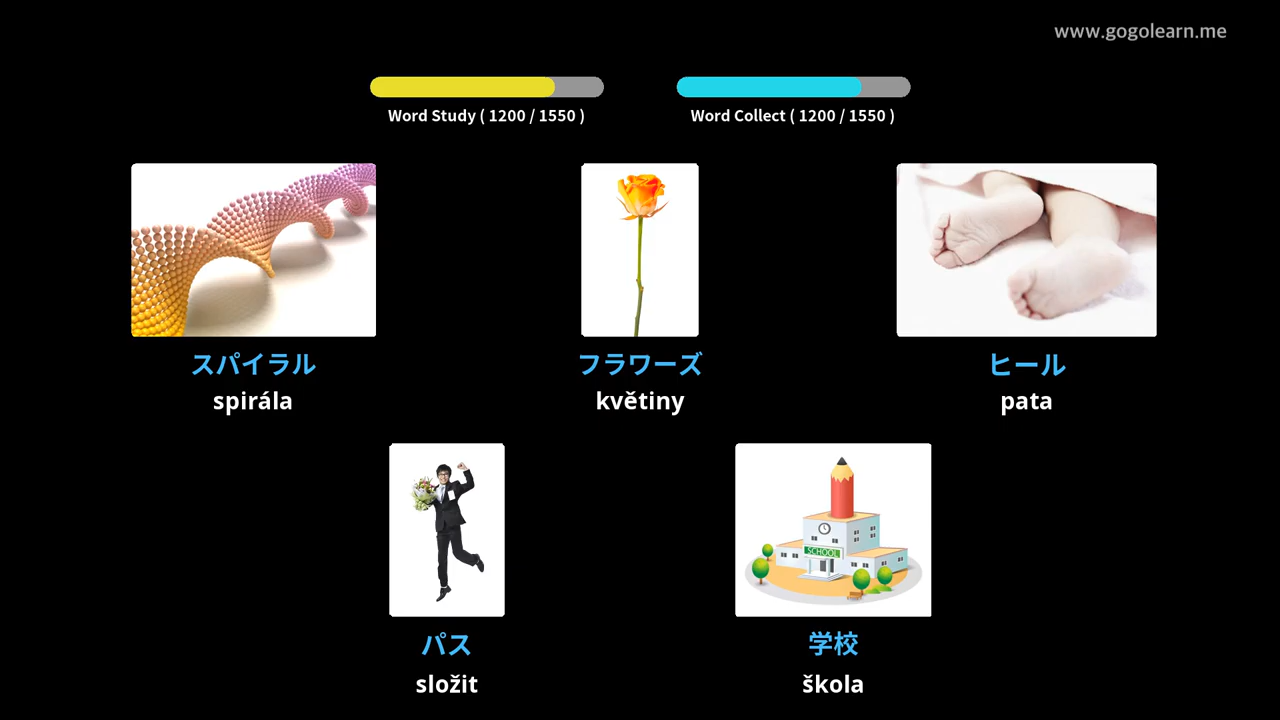 www.gogolearn.me
Word Study ( 1200 / 1550 )
Word Collect ( 1200 / 1550 )
スパイラル
spirála
フラワーズ
květiny
ヒール
pata
SCHOOL
パス
složit
学校
škola